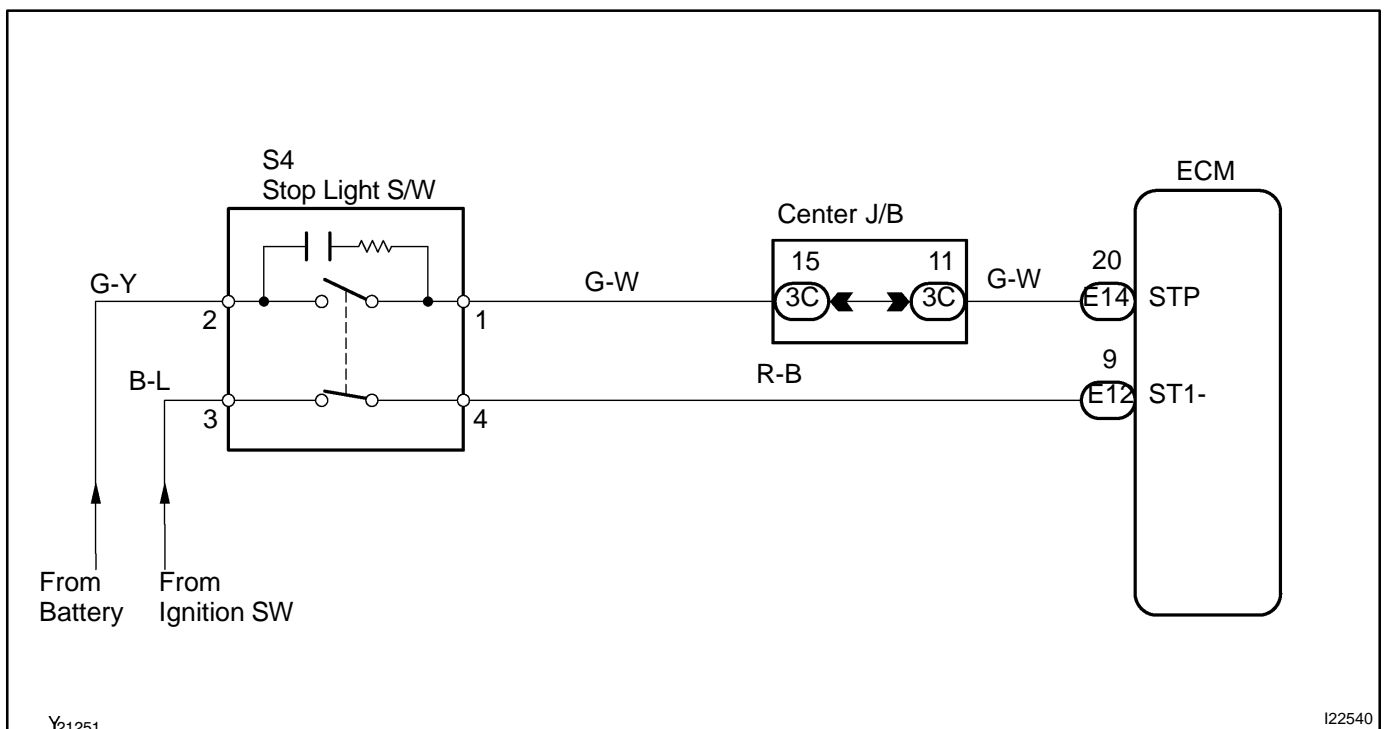 S4
Stop Light S/W
ECM
Center J/B
15
11
20
G-Y
G-W
3C
3C
G-W
E14
STP
2
1
B-L
R-B
9
E12
ST1-
3
4
From
Battery
From
Ignition SW
Y21251
I22540